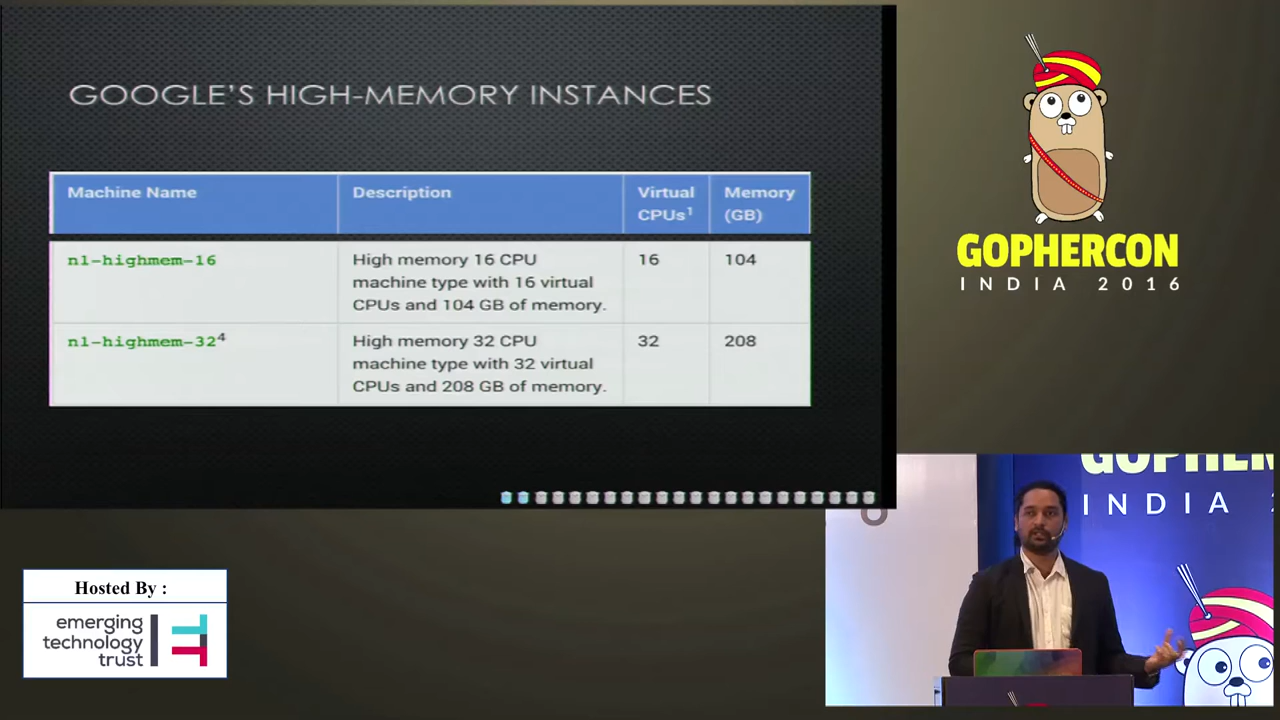 GOOGLE'S HIGH-MEMORY INSTANCES
Machine Name
Description
Virtual
CPUs¹
Memory
(GB)
n1-highmem-16
High memory 16 CPU
machine type with 16 virtual
CPUs and 104 GB of memory.
16
104
n1-highmem-32⁴
High memory 32 CPU
machine type with 32 virtual
CPUs and 208 GB of memory.
32
208
GOPHERCON
INDIA 2016
Hosted By :
emerging
technology
trust
GOPHERC
INDIA 2